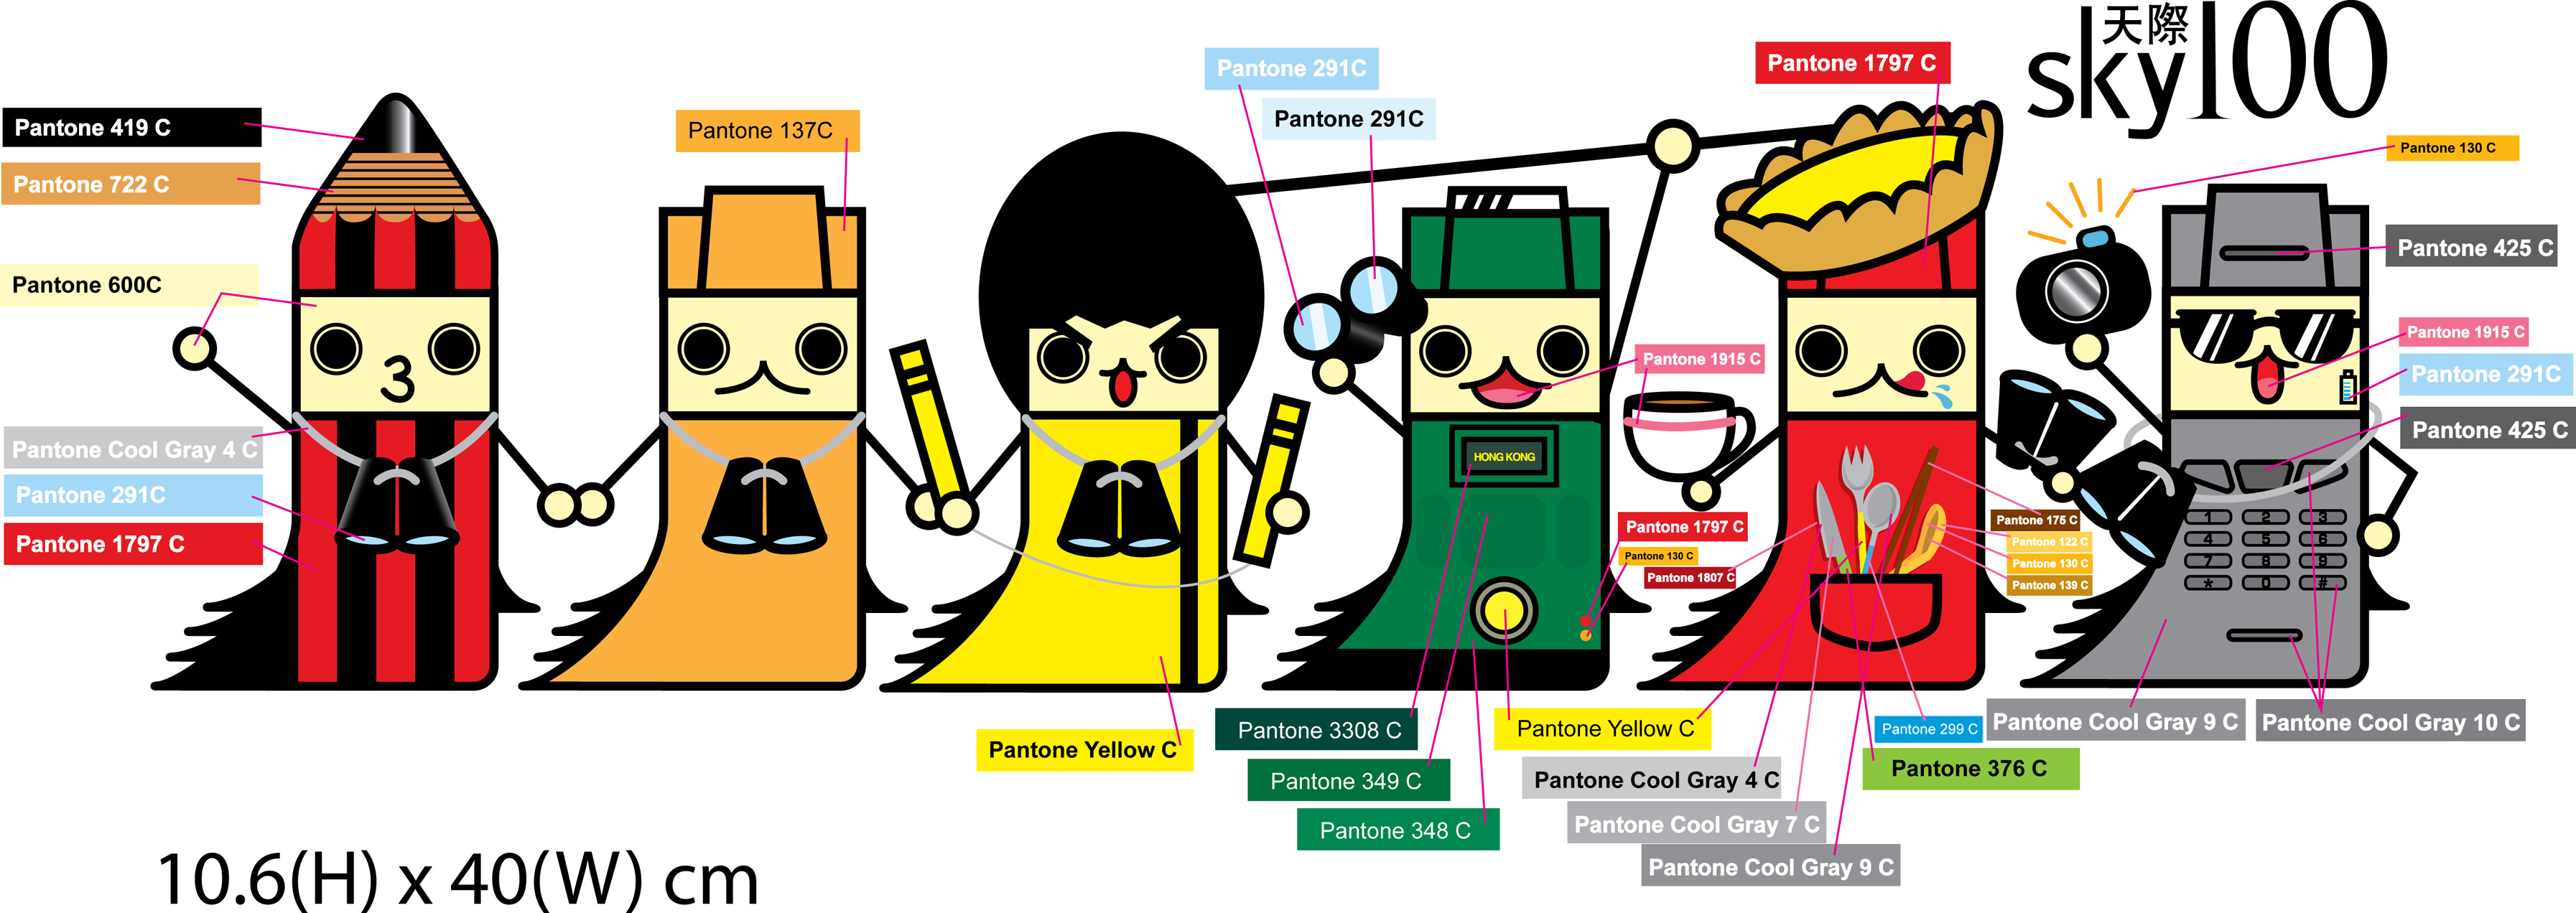 天際
sky100
Pantone 419 C
Pantone 722 C
Pantone 600C
Pantone Cool Gray 4 C
Pantone 291C
Pantone 1797 C
Pantone 137C
Pantone Yellow C
Pantone 291C
Pantone 291C
HONG KONG
Pantone 3308 C
Pantone 349 C
Pantone 348 C
Pantone 1797 C
Pantone 1915 C
Pantone 1797 C
Pantone 130 C
Pantone 1807 C
Pantone Yellow C
Pantone Cool Gray 4 C
Pantone Cool Gray 7 C
Pantone Cool Gray 9 C
Pantone 175 C
Pantone 122 C
Pantone 130 C
Pantone 139 C
Pantone 299 C
Pantone 376 C
Pantone 130 C
Pantone 425 C
Pantone 1915 C
Pantone 291C
Pantone 425 C
1 2 3
4 5 6
7 8 9
* 0 #
Pantone Cool Gray 9 C
Pantone Cool Gray 10 C
10.6(H) x 40(W) cm